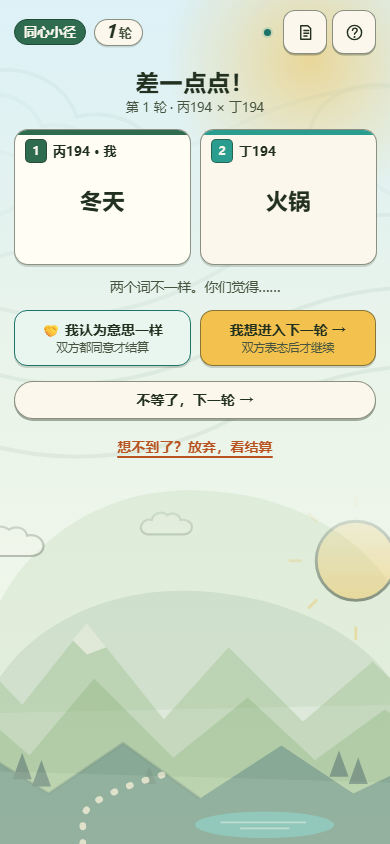 同心小径
1轮
差一点点！
第 1 轮 · 丙194 × 丁194
1 丙194 • 我
冬天
2 丁194
火锅
两个词不一样。你们觉得……
🤝 我认为意思一样
双方都同意才结算
我想进入下一轮 →
双方表态后才继续
不等了，下一轮 →
想不到了？放弃，看结算